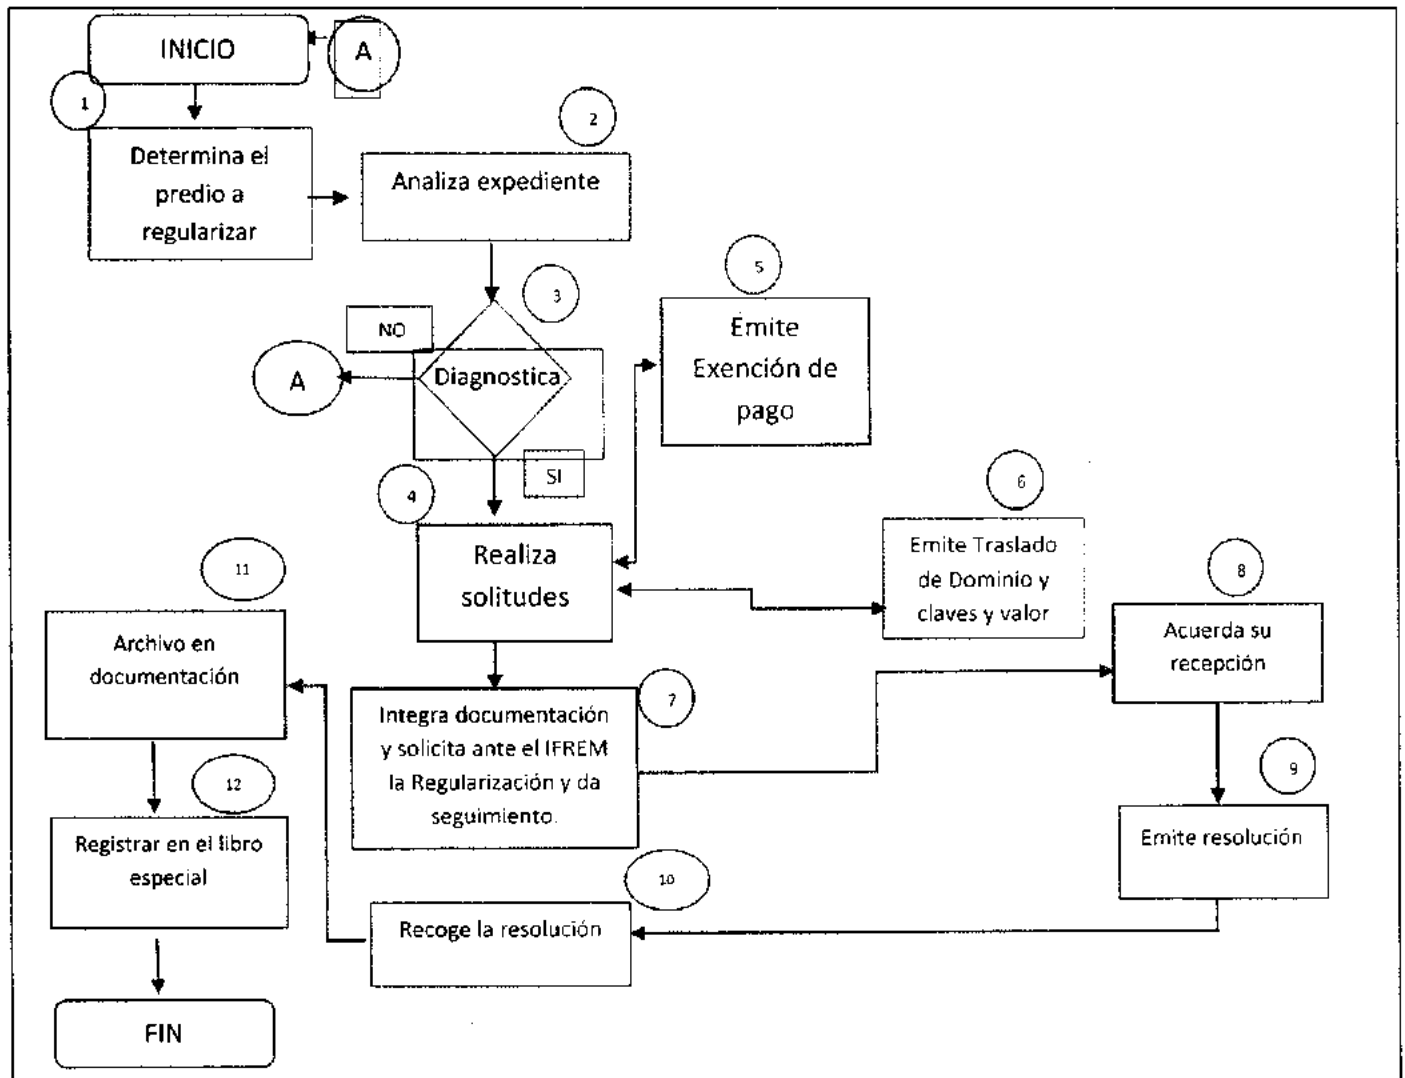 INICIO
A
1
Determina el
predio a
regularizar
2
Analiza expediente
3
NO
A
Diagnostica
SI
5
Emite
Exención de
pago
4
Realiza
solitudes
6
Emite Traslado
de Dominio y
claves y valor
7
Integra documentación
y solicita ante el IFREM
la Regularización y da
seguimiento.
8
Acuerda su
recepción
9
Emite resolución
10
Recoge la resolución
11
Archivo en
documentación
12
Registrar en el libro
especial
FIN